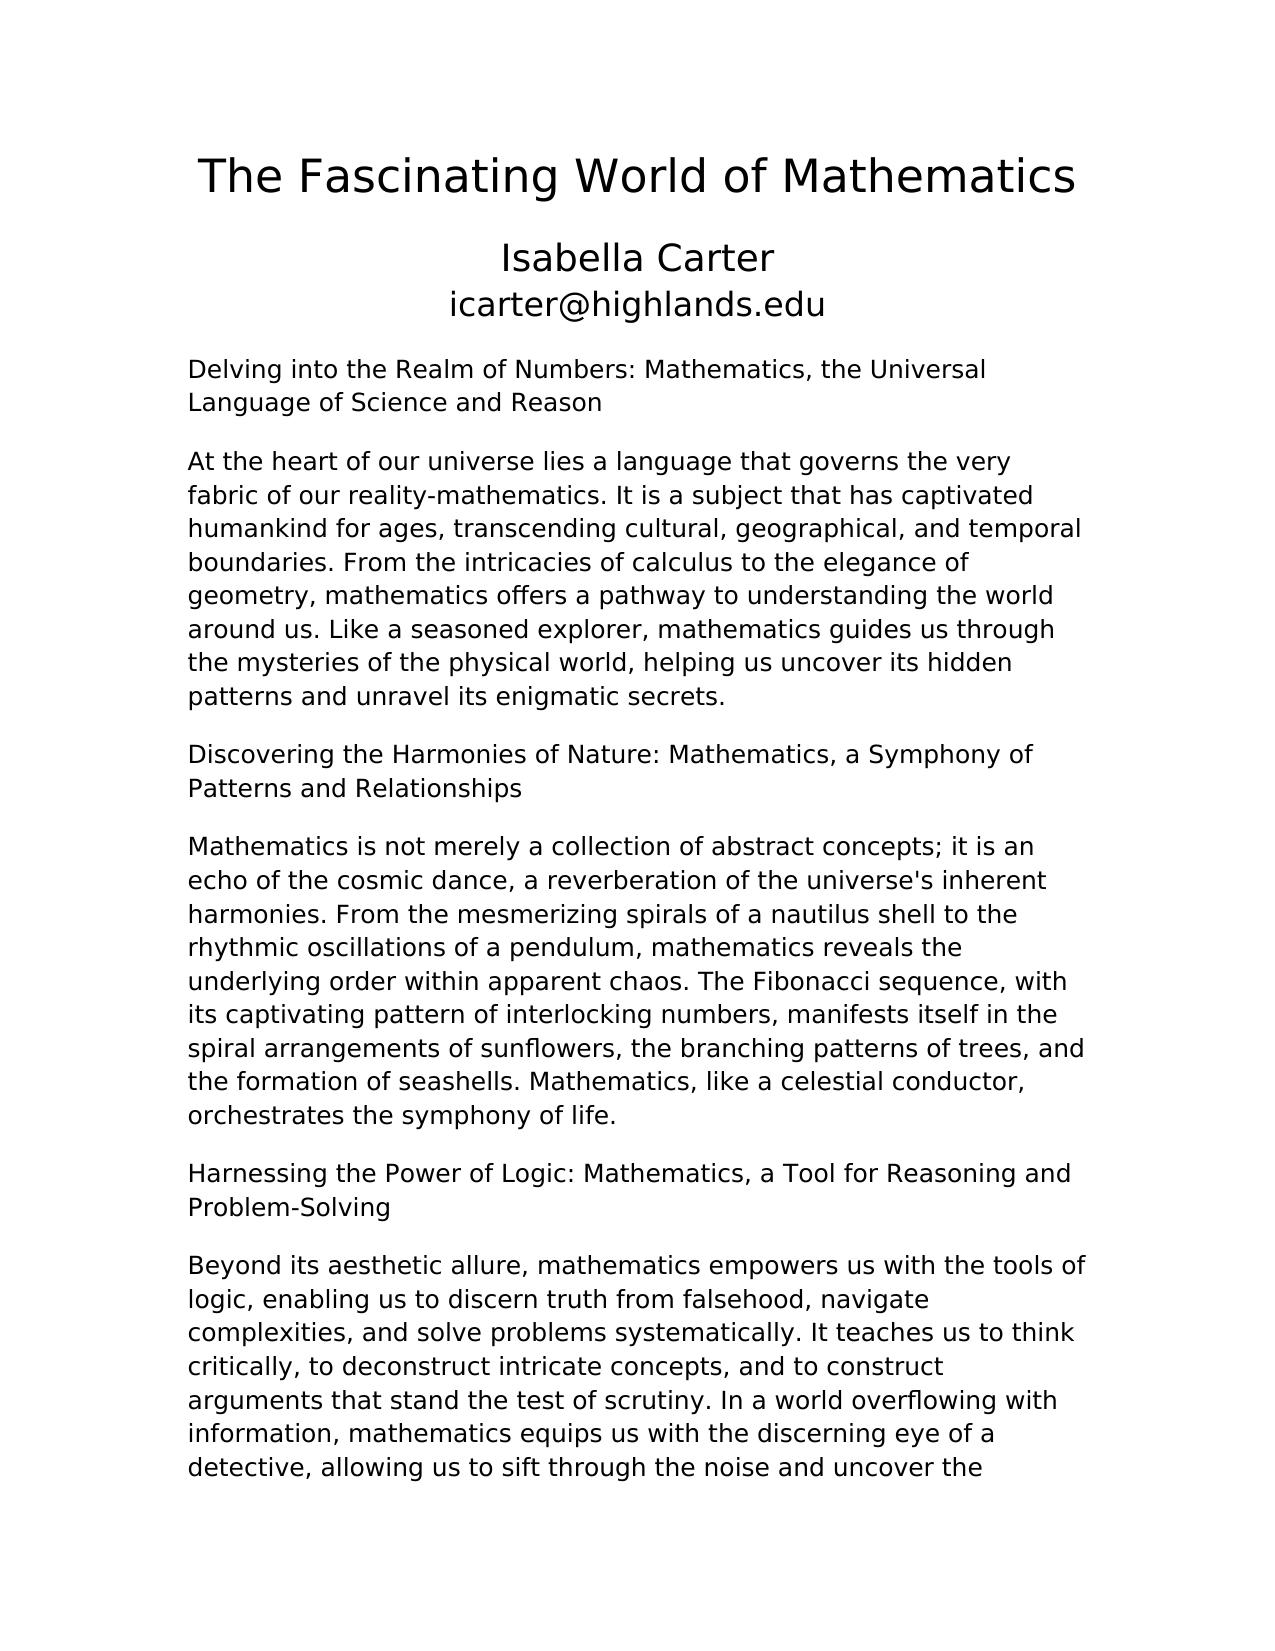 The Fascinating World of Mathematics
Isabella Carter
icarter@highlands.edu
Delving into the Realm of Numbers: Mathematics, the Universal
Language of Science and Reason
At the heart of our universe lies a language that governs the very
fabric of our reality-mathematics. It is a subject that has captivated
humankind for ages, transcending cultural, geographical, and temporal
boundaries. From the intricacies of calculus to the elegance of
geometry, mathematics offers a pathway to understanding the world
around us. Like a seasoned explorer, mathematics guides us through
the mysteries of the physical world, helping us uncover its hidden
patterns and unravel its enigmatic secrets.
Discovering the Harmonies of Nature: Mathematics, a Symphony of
Patterns and Relationships
Mathematics is not merely a collection of abstract concepts; it is an
echo of the cosmic dance, a reverberation of the universe's inherent
harmonies. From the mesmerizing spirals of a nautilus shell to the
rhythmic oscillations of a pendulum, mathematics reveals the
underlying order within apparent chaos. The Fibonacci sequence, with
its captivating pattern of interlocking numbers, manifests itself in the
spiral arrangements of sunflowers, the branching patterns of trees, and
the formation of seashells. Mathematics, like a celestial conductor,
orchestrates the symphony of life.
Harnessing the Power of Logic: Mathematics, a Tool for Reasoning and
Problem-Solving
Beyond its aesthetic allure, mathematics empowers us with the tools of
logic, enabling us to discern truth from falsehood, navigate
complexities, and solve problems systematically. It teaches us to think
critically, to deconstruct intricate concepts, and to construct
arguments that stand the test of scrutiny. In a world overflowing with
information, mathematics equips us with the discerning eye of a
detective, allowing us to sift through the noise and uncover the